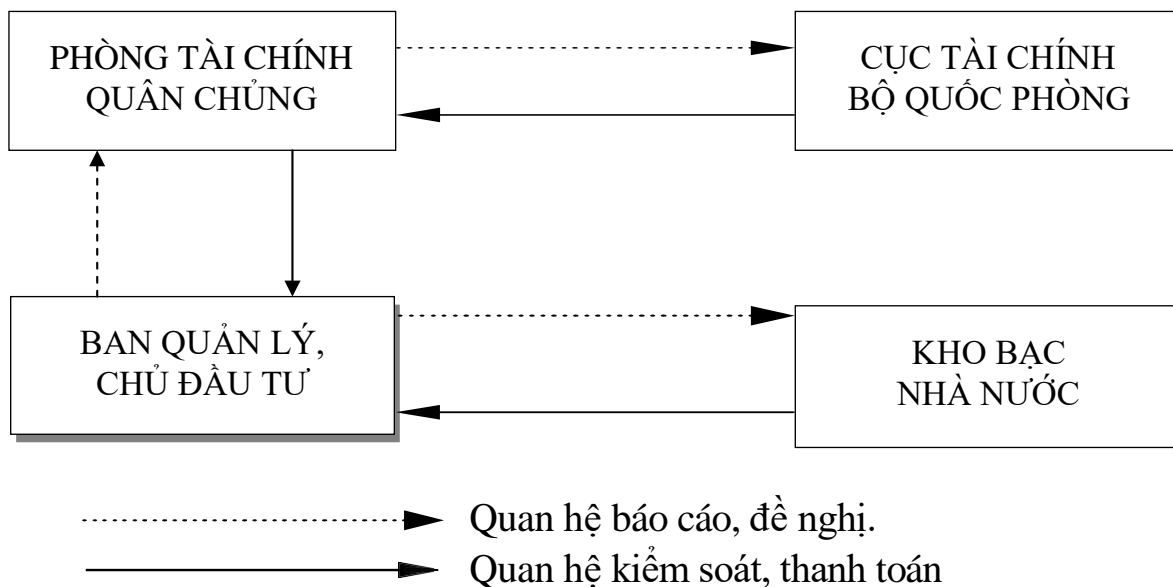 PHÒNG TÀI CHÍNH
QUÂN CHỦNG
CỤC TÀI CHÍNH
BỘ QUỐC PHÒNG
BAN QUẢN LÝ,
CHỦ ĐẦU TƯ
KHO BẠC
NHÀ NƯỚC
Quan hệ báo cáo, đề nghị.
Quan hệ kiểm soát, thanh toán